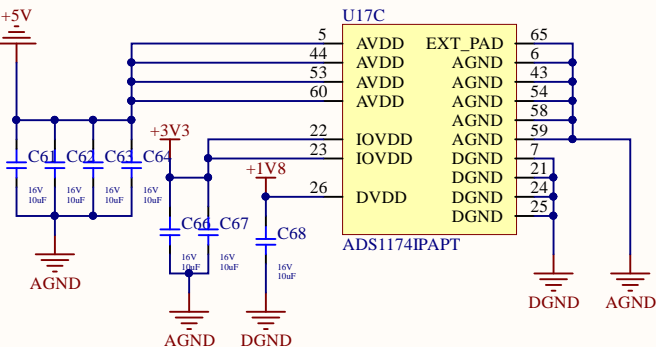 +5V
U17C
5 AVDD EXT_PAD 65
44 AVDD AGND 6
53 AVDD AGND 43
60 AVDD AGND 54
AGND 58
22 IOVDD AGND 59
23 IOVDD DGND 7
DGND 21
26 DVDD DGND 24
DGND 25
ADS1174IPAPT
+3V3
+1V8
C61 C62 C63 C64
16V 16V 16V 16V
10uF 10uF 10uF 10uF
C66 C67 C68
16V 16V 16V
10uF 10uF 10uF
AGND
AGND DGND
DGND AGND